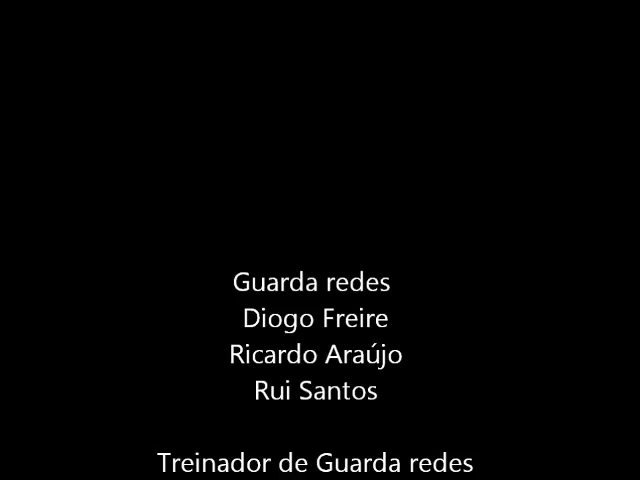 Guarda redes
Diogo Freire
Ricardo Araújo
Rui Santos
Treinador de Guarda redes